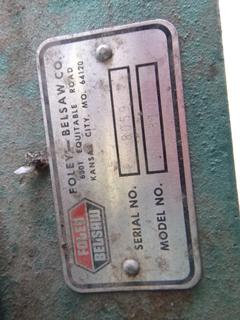 FOLEY - BELSAW CO.
6301 EQUITABLE ROAD
KANSAS CITY, MO. 64120
SERIAL NO.
MODEL NO.
FOLEY
BELSAW